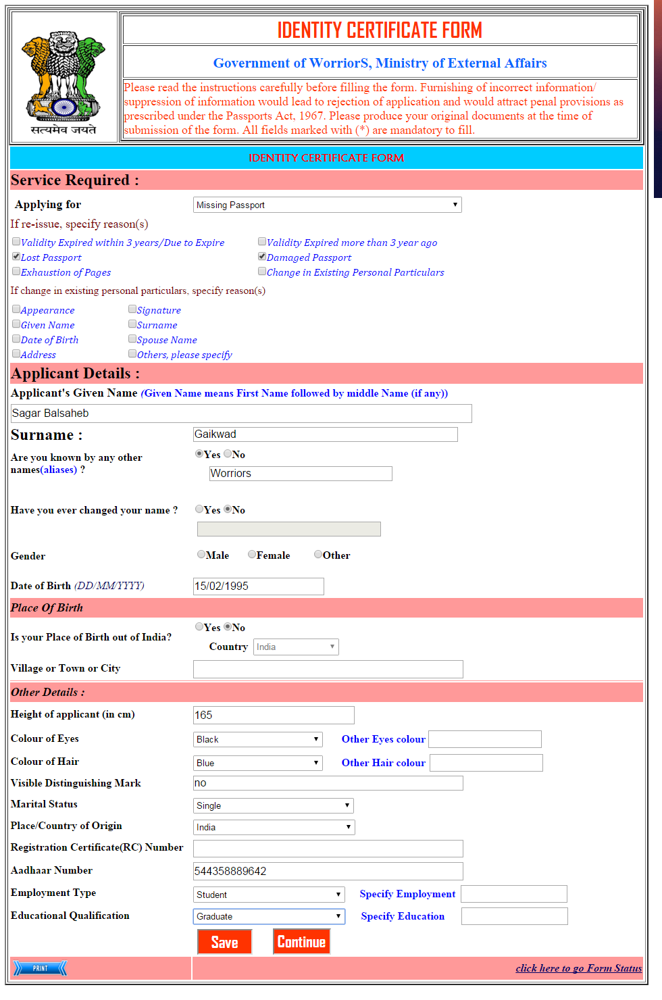 सत्यमेव जयते
IDENTITY CERTIFICATE FORM
Government of WorriorS, Ministry of External Affairs
Please read the instructions carefully before filling the form. Furnishing of incorrect information/
suppression of information would lead to rejection of application and would attract penal provisions as
prescribed under the Passports Act, 1967. Please produce your original documents at the time of
submission of the form. All fields marked with (*) are mandatory to fill.
IDENTITY CERTIFICATE FORM
Service Required :
Applying for Missing Passport
If re-issue, specify reason(s)
Validity Expired within 3 years/Due to Expire Validity Expired more than 3 year ago
Lost Passport Damaged Passport
Exhaustion of Pages Change in Existing Personal Particulars
If change in existing personal particulars, specify reason(s)
Appearance Signature
Given Name Surname
Date of Birth Spouse Name
Address Others, please specify
Applicant Details :
Applicant's Given Name (Given Name means First Name followed by middle Name (if any))
Sagar Balsaheb
Surname : Gaikwad
Are you known by any other Yes No
names(aliases) ? Worriors
Have you ever changed your name ? Yes No
Gender Male Female Other
Date of Birth (DD/MM/YYYY) 15/02/1995
Place Of Birth
Is your Place of Birth out of India? Yes No
Country India
Village or Town or City
Other Details :
Height of applicant (in cm) 165
Colour of Eyes Black Other Eyes colour
Colour of Hair Blue Other Hair colour
Visible Distinguishing Mark no
Marital Status Single
Place/Country of Origin India
Registration Certificate(RC) Number
Aadhaar Number 544358889642
Employment Type Student Specify Employment
Educational Qualification Graduate Specify Education
Save Continue
PRINT click here to go Form Status